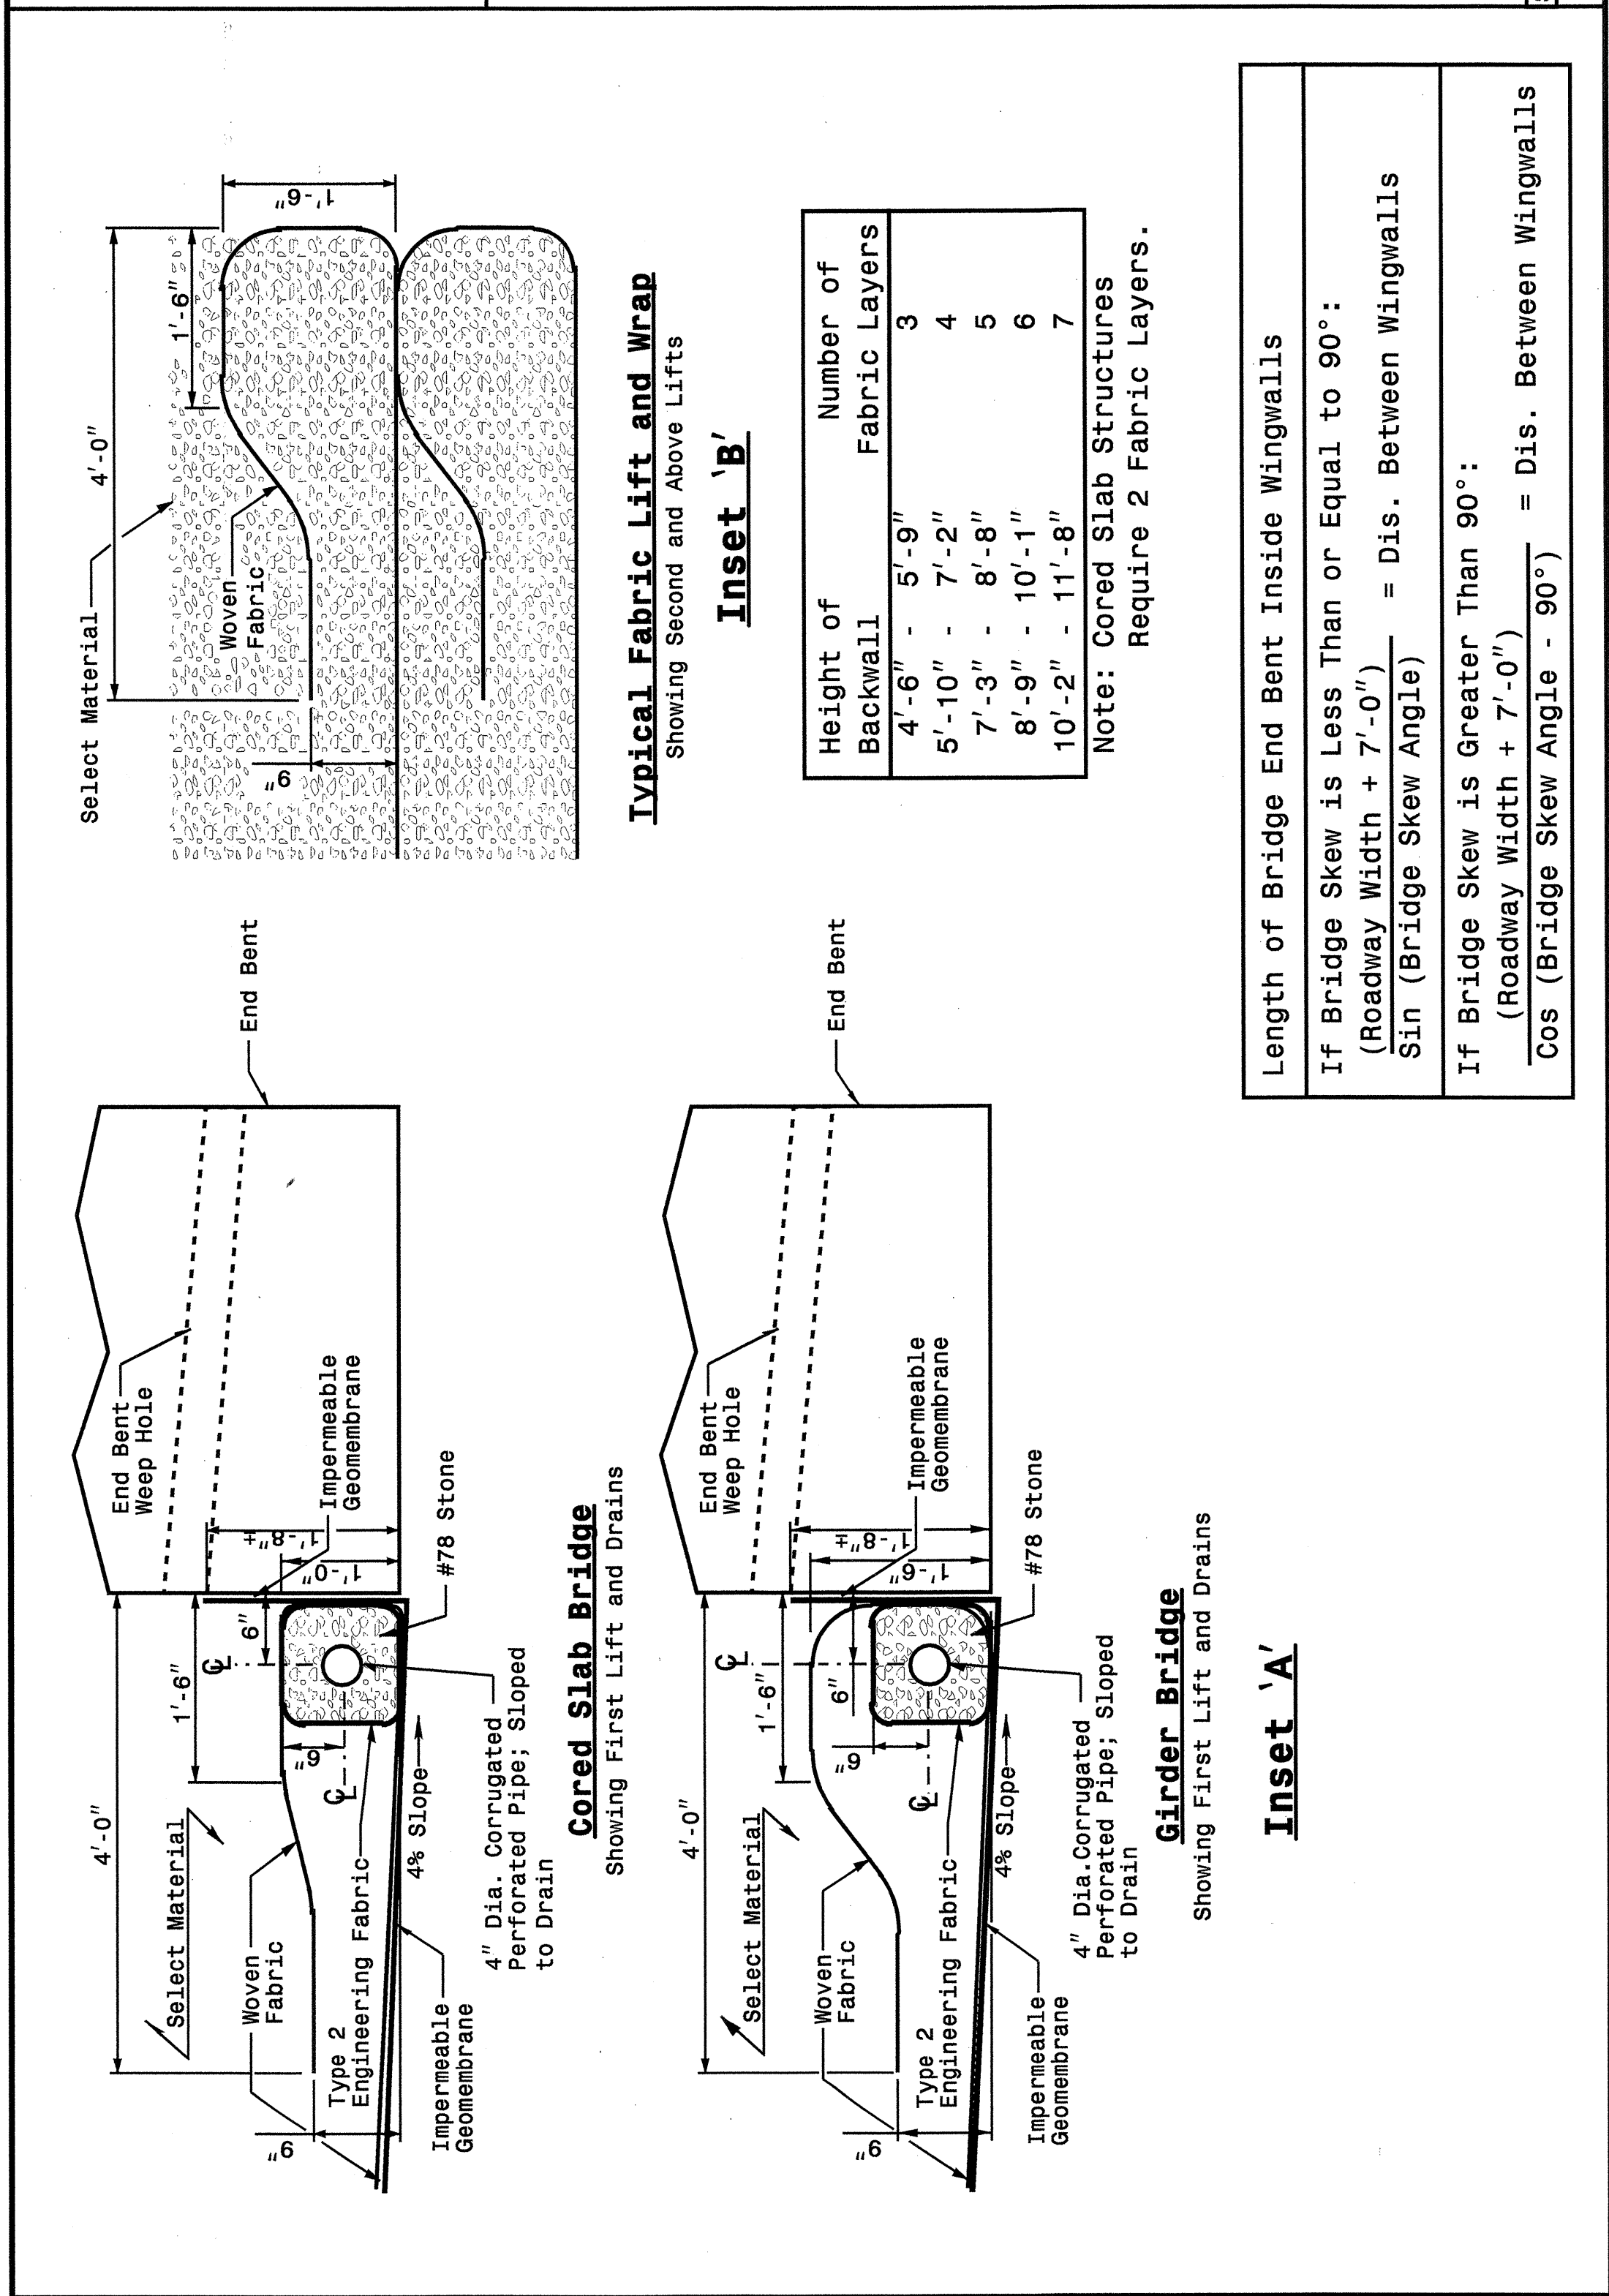 4'-0"
1'-6"
6"
℄
Select Material
Woven
Fabric
9"
6"
℄
Type 2
Engineering Fabric
4% Slope
Impermeable
Geomembrane
4" Dia. Corrugated
Perforated Pipe; Sloped
to Drain
#78 Stone
1'-0"
1'-8"±
End Bent
Weep Hole
Impermeable
Geomembrane
End Bent
Cored Slab Bridge
Showing First Lift and Drains
4'-0"
1'-6"
6"
℄
Select Material
Woven
Fabric
9"
6"
℄
Type 2
Engineering Fabric
4% Slope
Impermeable
Geomembrane
4" Dia.Corrugated
Perforated Pipe; Sloped
to Drain
#78 Stone
1'-6"
1'-8"±
End Bent
Weep Hole
Impermeable
Geomembrane
End Bent
Girder Bridge
Showing First Lift and Drains
Inset 'A'
Select Material
4'-0"
1'-6"
1'-6"
Woven
Fabric
9"
Typical Fabric Lift and Wrap
Showing Second and Above Lifts
Inset 'B'
Height of Number of
Backwall Fabric Layers
4'-6" - 5'-9" 3
5'-10" - 7'-2" 4
7'-3" - 8'-8" 5
8'-9" - 10'-1" 6
10'-2" - 11'-8" 7
Note: Cored Slab Structures
Require 2 Fabric Layers.
Length of Bridge End Bent Inside Wingwalls
If Bridge Skew is Less Than or Equal to 90°:
(Roadway Width + 7'-0")
= Dis. Between Wingwalls
Sin (Bridge Skew Angle)
If Bridge Skew is Greater Than 90°:
(Roadway Width + 7'-0")
= Dis. Between Wingwalls
Cos (Bridge Skew Angle - 90°)